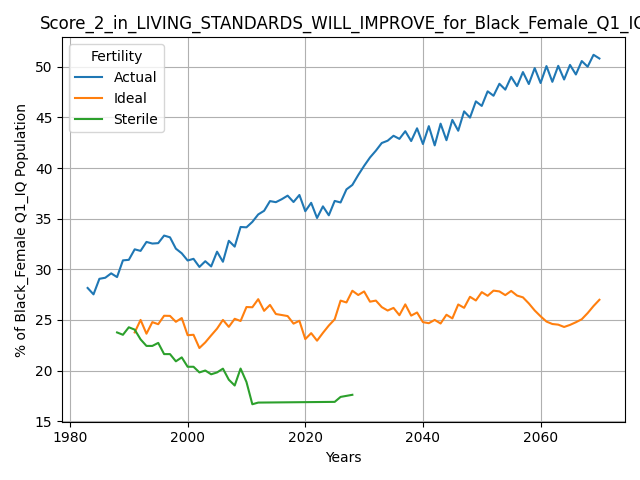 Score_2_in_LIVING_STANDARDS_WILL_IMPROVE_for_Black_Female_Q1_IQ
Fertility
Actual
Ideal
Sterile
% of Black_Female Q1_IQ Population
50
45
40
35
30
25
20
15
1980
2000
2020
2040
2060
Years